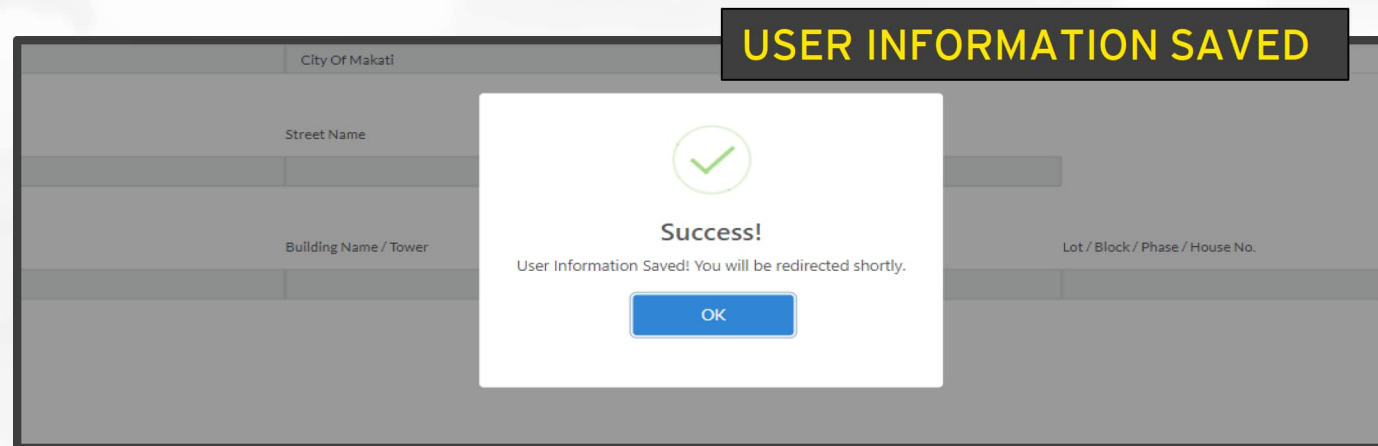 USER INFORMATION SAVED
City Of Makati
Street Name
Success!
Building Name / Tower
Lot / Block / Phase / House No.
User Information Saved! You will be redirected shortly.
OK